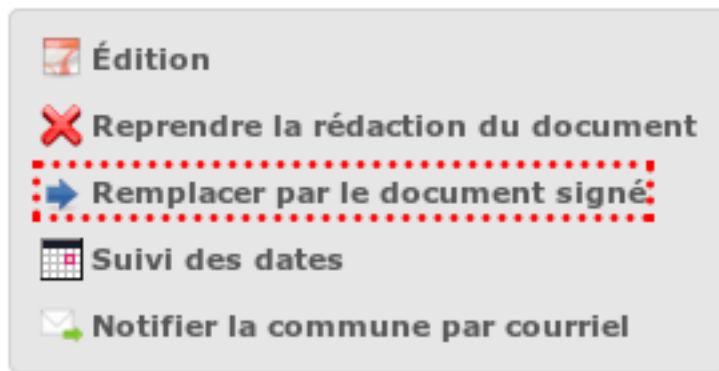 Édition
Reprendre la rédaction du document
Remplacer par le document signé
Suivi des dates
Notifier la commune par courriel